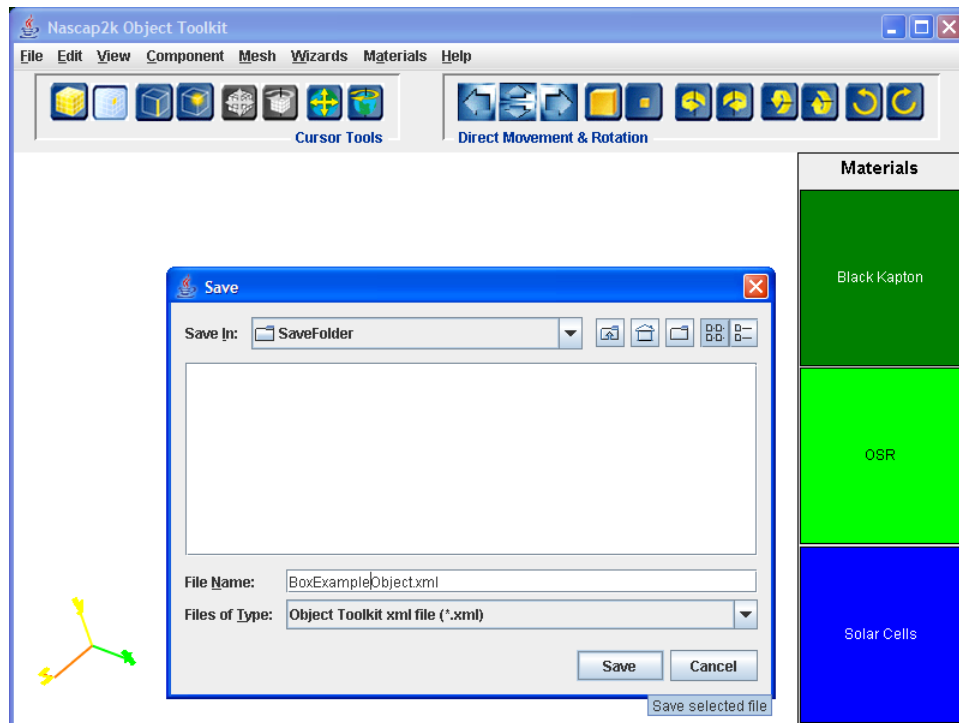 Nascap2k Object Toolkit
File Edit View Component Mesh Wizards Materials Help
Cursor Tools
Direct Movement & Rotation
Materials
Black Kapton
OSR
Solar Cells
Save
Save In: SaveFolder
File Name: BoxExampleObject.xml
Files of Type: Object Toolkit xml file (*.xml)
Save Cancel
Save selected file